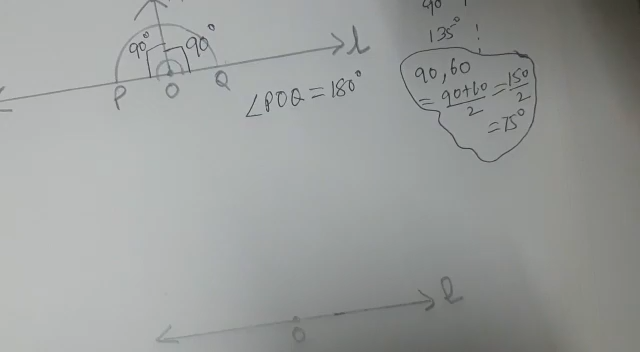 90° 90°
l
P O Q
∠POQ = 180°
135° !
90, 60
= 90+60/2 = 150/2
= 75°
l
O